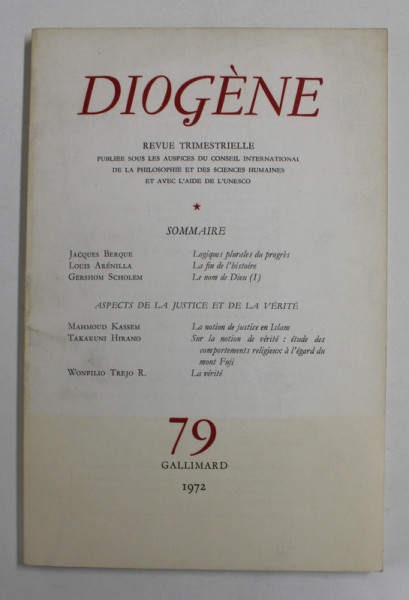 DIOGÈNE
REVUE TRIMESTRIELLE
PUBLIÉE SOUS LES AUSPICES DU CONSEIL INTERNATIONAL
DE LA PHILOSOPHIE ET DES SCIENCES HUMAINES
ET AVEC L'AIDE DE L'UNESCO
★
SOMMAIRE
JACQUES BERQUE Logiques plurales du progrès
LOUIS ARÉNILLA La fin de l'histoire
GERSHOM SCHOLEM Le nom de Dieu (I)
ASPECTS DE LA JUSTICE ET DE LA VÉRITÉ
MAHMOUD KASSEM La notion de justice en Islam
TAKAKUNI HIRANO Sur la notion de vérité : étude des
comportements religieux à l'égard du
mont Fuji
WONFILIO TREJO R. La vérité
79
GALLIMARD
1972